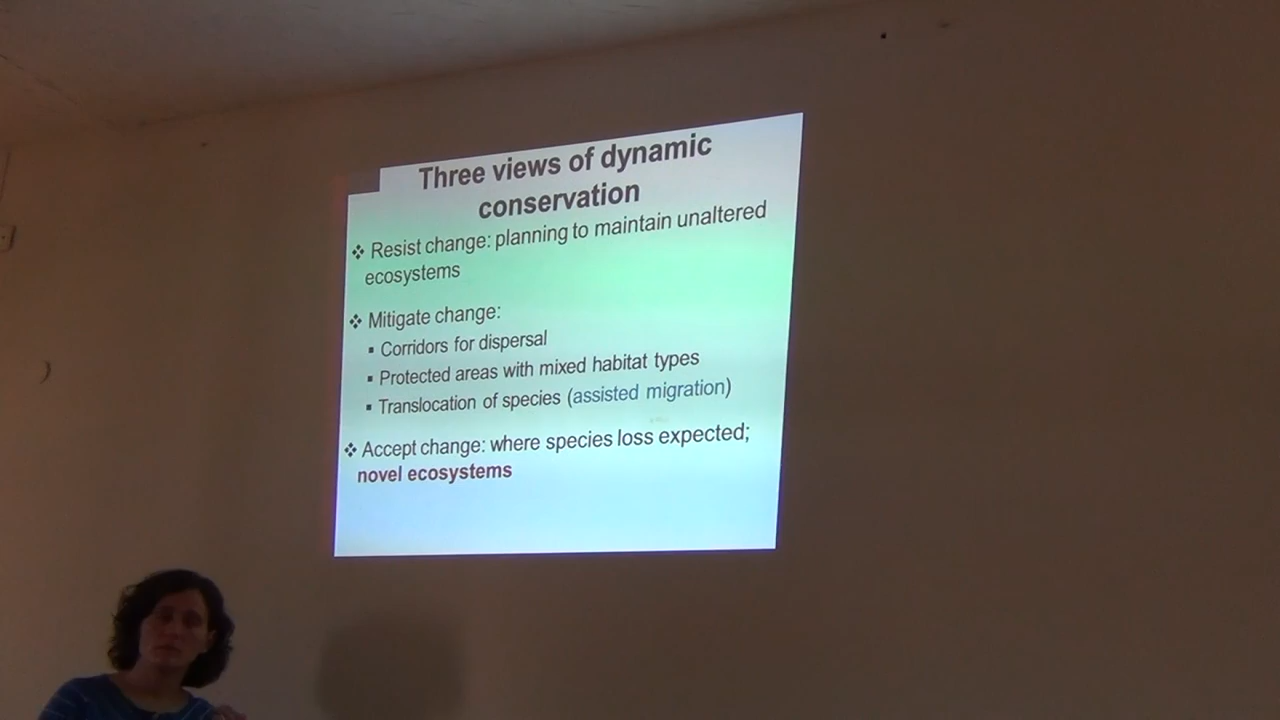 Three views of dynamic
conservation
❖ Resist change: planning to maintain unaltered
ecosystems
❖ Mitigate change:
▪ Corridors for dispersal
▪ Protected areas with mixed habitat types
▪ Translocation of species (assisted migration)
❖ Accept change: where species loss expected;
novel ecosystems